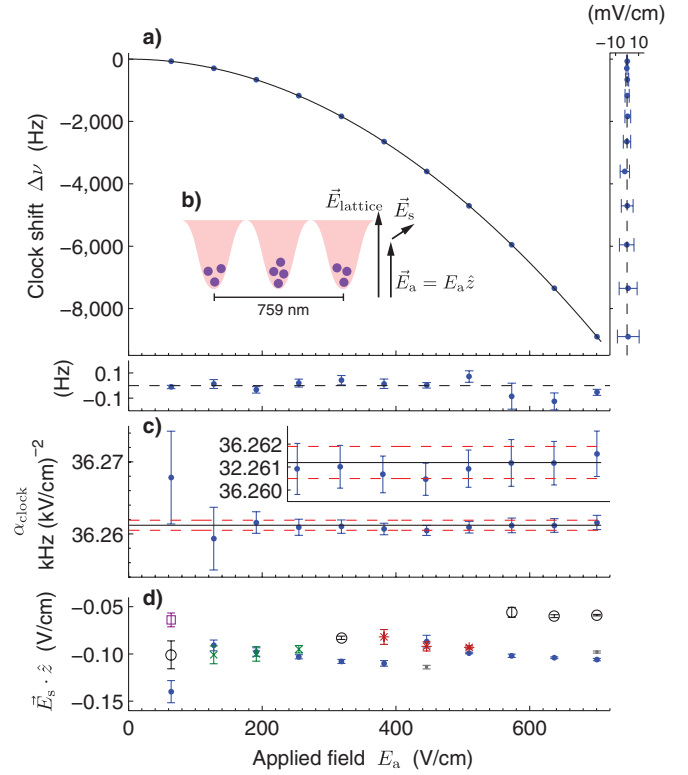 (mV/cm)
−10 10
a)
0
−2,000
−4,000
−6,000
−8,000
Clock shift Δν (Hz)
b)
E⃗lattice
E⃗s
E⃗a = Eaẑ
759 nm
0.1
−0.1
(Hz)
c)
36.27
36.26
αclock
kHz (kV/cm)−2
36.262
32.261
36.260
d)
−0.05
−0.10
−0.15
E⃗s · ẑ (V/cm)
0 200 400 600
Applied field Ea (V/cm)